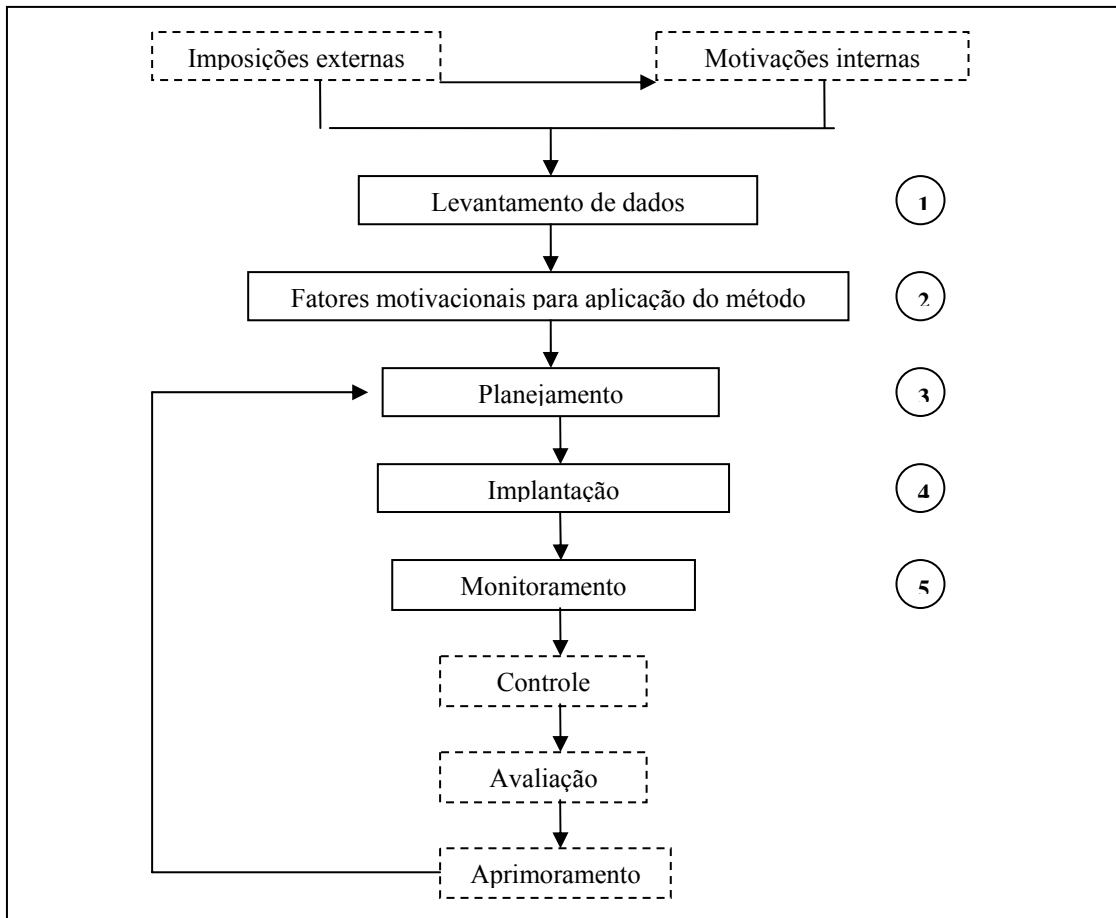 Imposições externas
Motivações internas
Levantamento de dados
1
Fatores motivacionais para aplicação do método
2
Planejamento
3
Implantação
4
Monitoramento
5
Controle
Avaliação
Aprimoramento